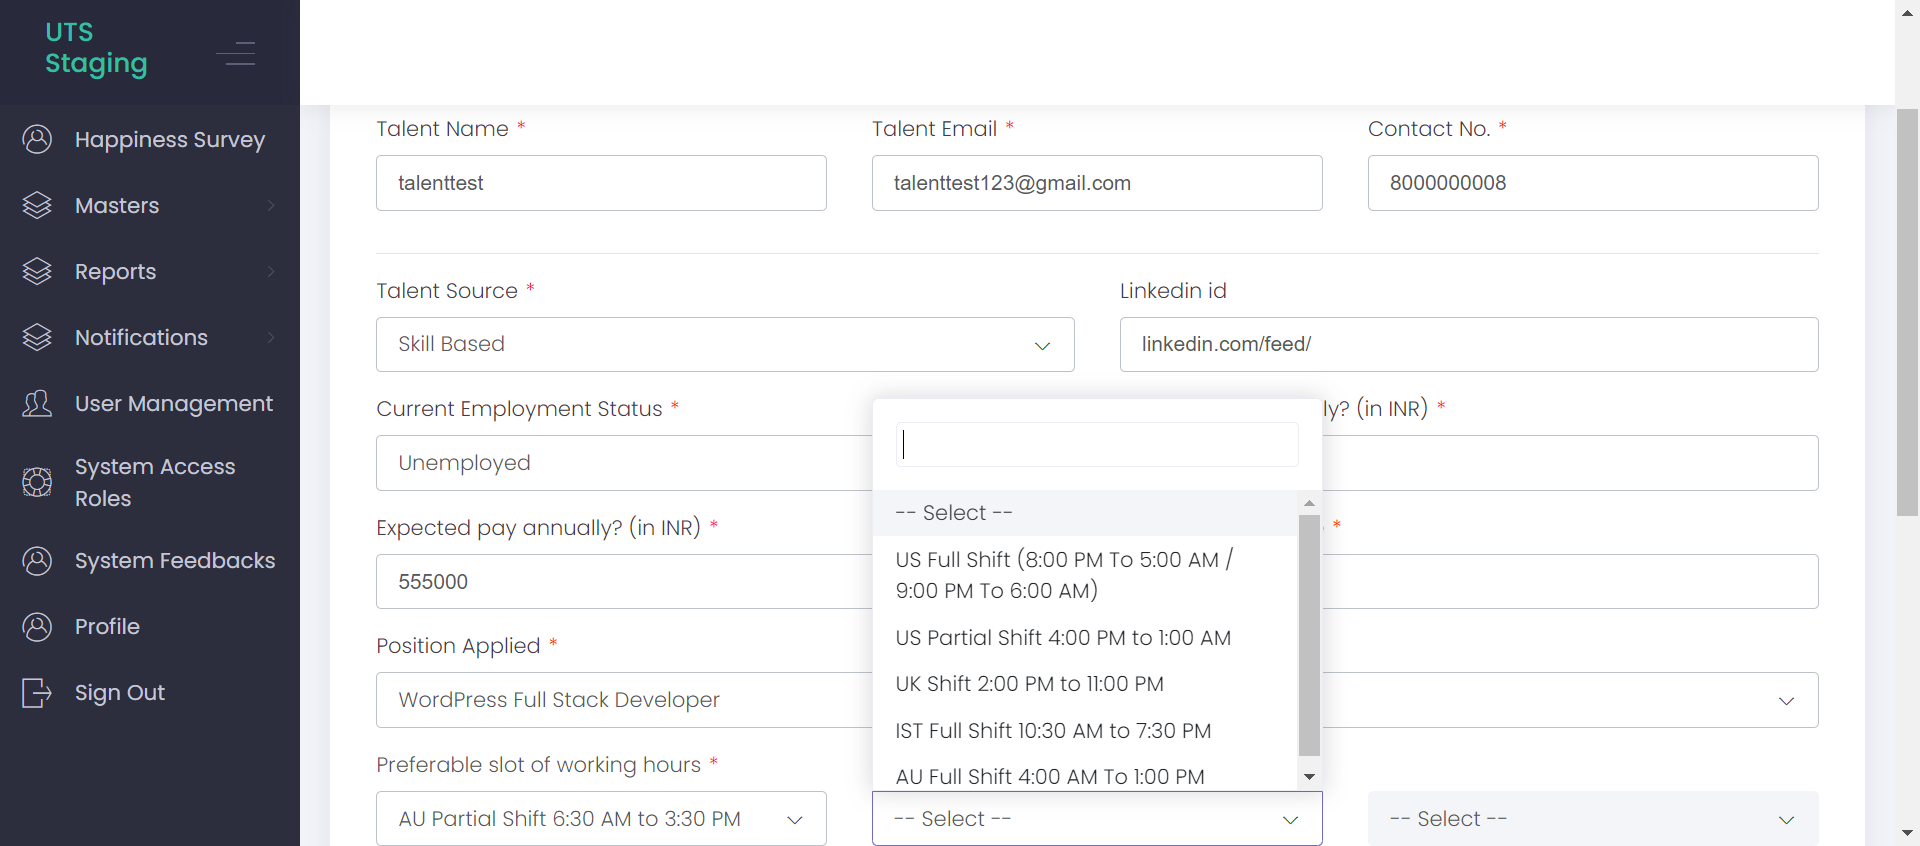 UTS
Staging
Happiness Survey
Masters
Reports
Notifications
User Management
System Access
Roles
System Feedbacks
Profile
Sign Out
Talent Name *
Talent Email *
Contact No. *
talenttest
talenttest123@gmail.com
8000000008
Talent Source *
Linkedin id
Skill Based
linkedin.com/feed/
Current Employment Status *
ly? (in INR) *
Unemployed
Expected pay annually? (in INR) *
*
555000
Position Applied *
WordPress Full Stack Developer
-- Select --
US Full Shift (8:00 PM To 5:00 AM /
9:00 PM To 6:00 AM)
US Partial Shift 4:00 PM to 1:00 AM
UK Shift 2:00 PM to 11:00 PM
IST Full Shift 10:30 AM to 7:30 PM
AU Full Shift 4:00 AM To 1:00 PM
Preferable slot of working hours *
AU Partial Shift 6:30 AM to 3:30 PM
-- Select --
-- Select --